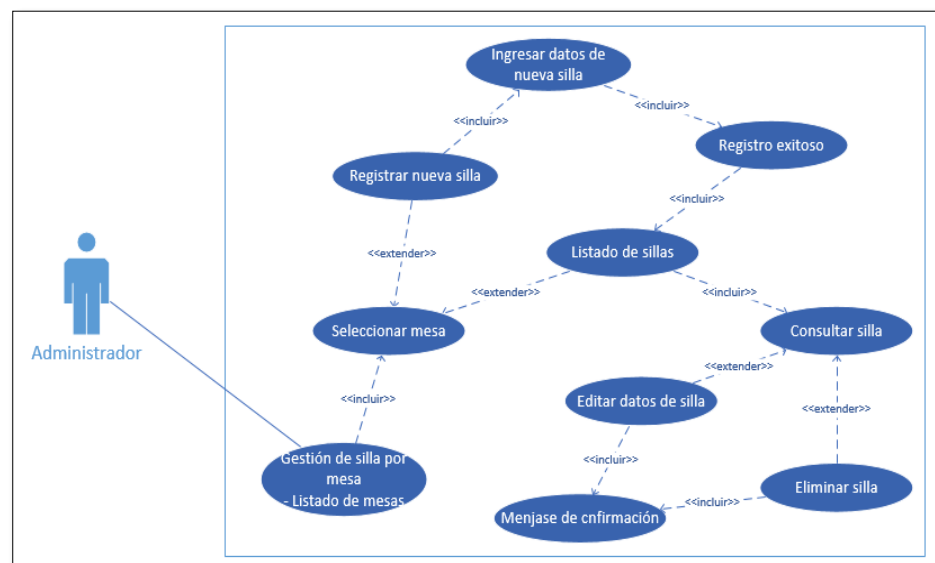 Ingresar datos de
nueva silla
<<incluir>>
<<incluir>>
Registro exitoso
Registrar nueva silla
<<incluir>>
<<extender>>
Listado de sillas
<<extender>>
<<incluir>>
Seleccionar mesa
Consultar silla
Administrador
<<extender>>
<<incluir>>
Editar datos de silla
<<extender>>
Gestión de silla por
mesa
- Listado de mesas
<<incluir>>
Eliminar silla
<<incluir>>
Menjase de cnfirmación